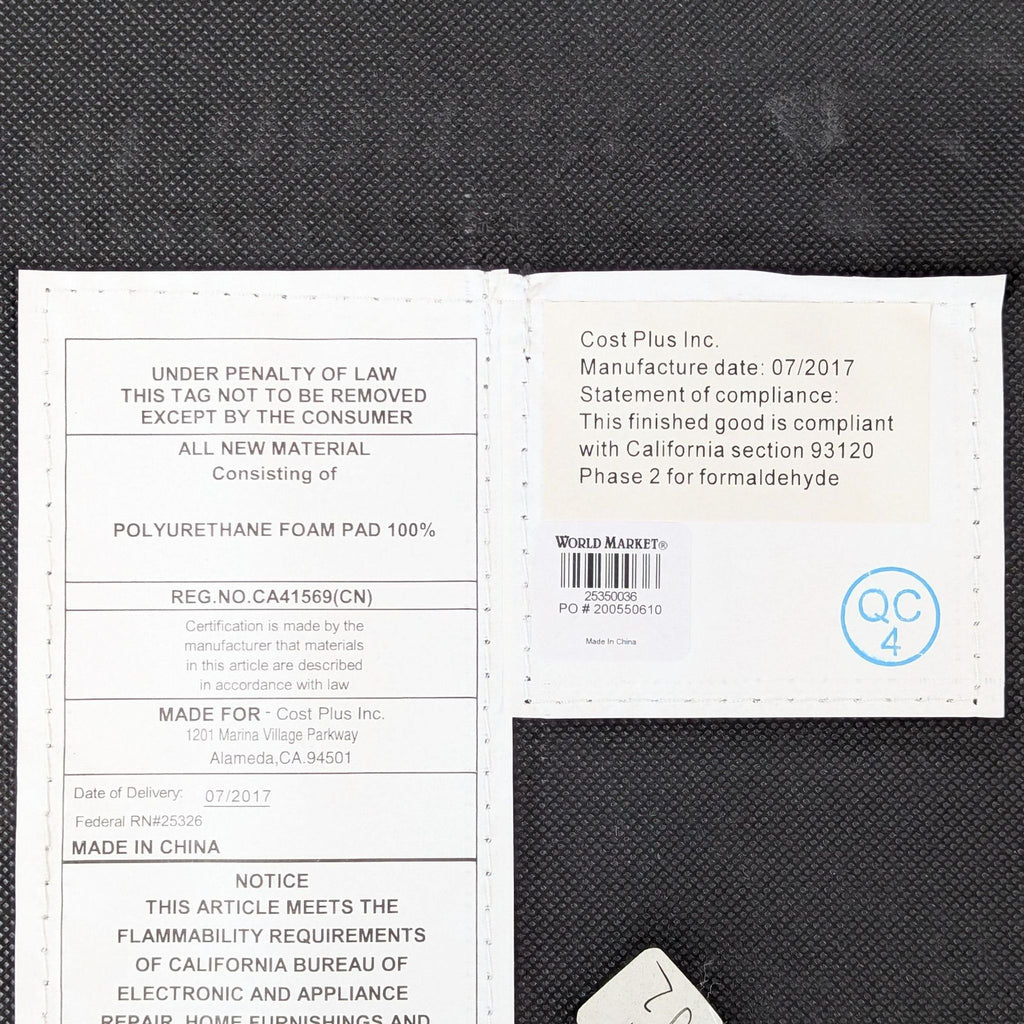 UNDER PENALTY OF LAW
THIS TAG NOT TO BE REMOVED
EXCEPT BY THE CONSUMER
ALL NEW MATERIAL
Consisting of
POLYURETHANE FOAM PAD 100%
REG.NO.CA41569(CN)
Certification is made by the
manufacturer that materials
in this article are described
in accordance with law
MADE FOR - Cost Plus Inc.
1201 Marina Village Parkway
Alameda,CA.94501
Date of Delivery: 07/2017
Federal RN#25326
MADE IN CHINA
NOTICE
THIS ARTICLE MEETS THE
FLAMMABILITY REQUIREMENTS
OF CALIFORNIA BUREAU OF
ELECTRONIC AND APPLIANCE
REPAIR, HOME FURNISHINGS AND
Cost Plus Inc.
Manufacture date: 07/2017
Statement of compliance:
This finished good is compliant
with California section 93120
Phase 2 for formaldehyde
WORLD MARKET®
25350036
PO # 200550610
Made In China
QC
4